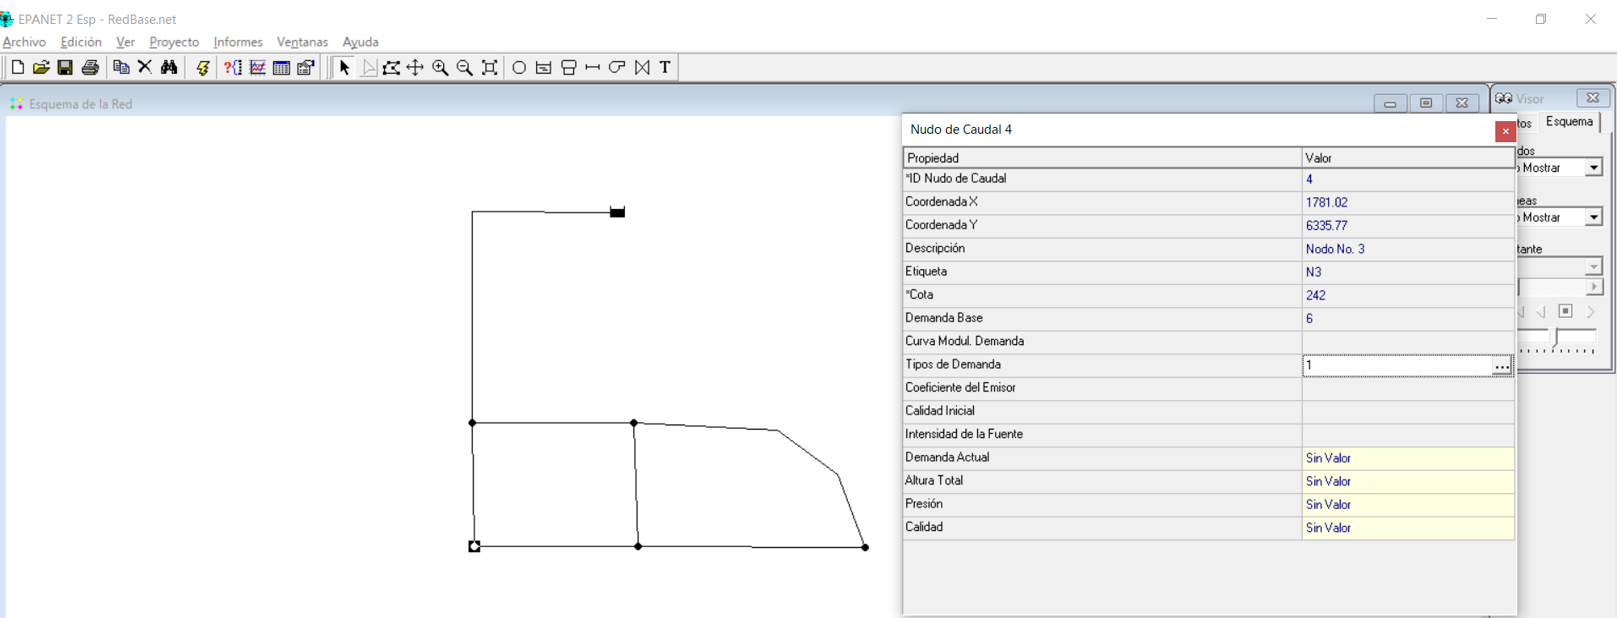 EPANET 2 Esp - RedBase.net
Archivo Edición Ver Proyecto Informes Ventanas Ayuda
T
Esquema de la Red
Visor
Esquema
Nudo de Caudal 4
Propiedad Valor
*ID Nudo de Caudal 4
Coordenada X 1781.02
Coordenada Y 6335.77
Descripción Nodo No. 3
Etiqueta N3
*Cota 242
Demanda Base 6
Curva Modul. Demanda
Tipos de Demanda 1 ...
Coeficiente del Emisor
Calidad Inicial
Intensidad de la Fuente
Demanda Actual Sin Valor
Altura Total Sin Valor
Presión Sin Valor
Calidad Sin Valor
tos
dos
Mostrar
eas
Mostrar
tante